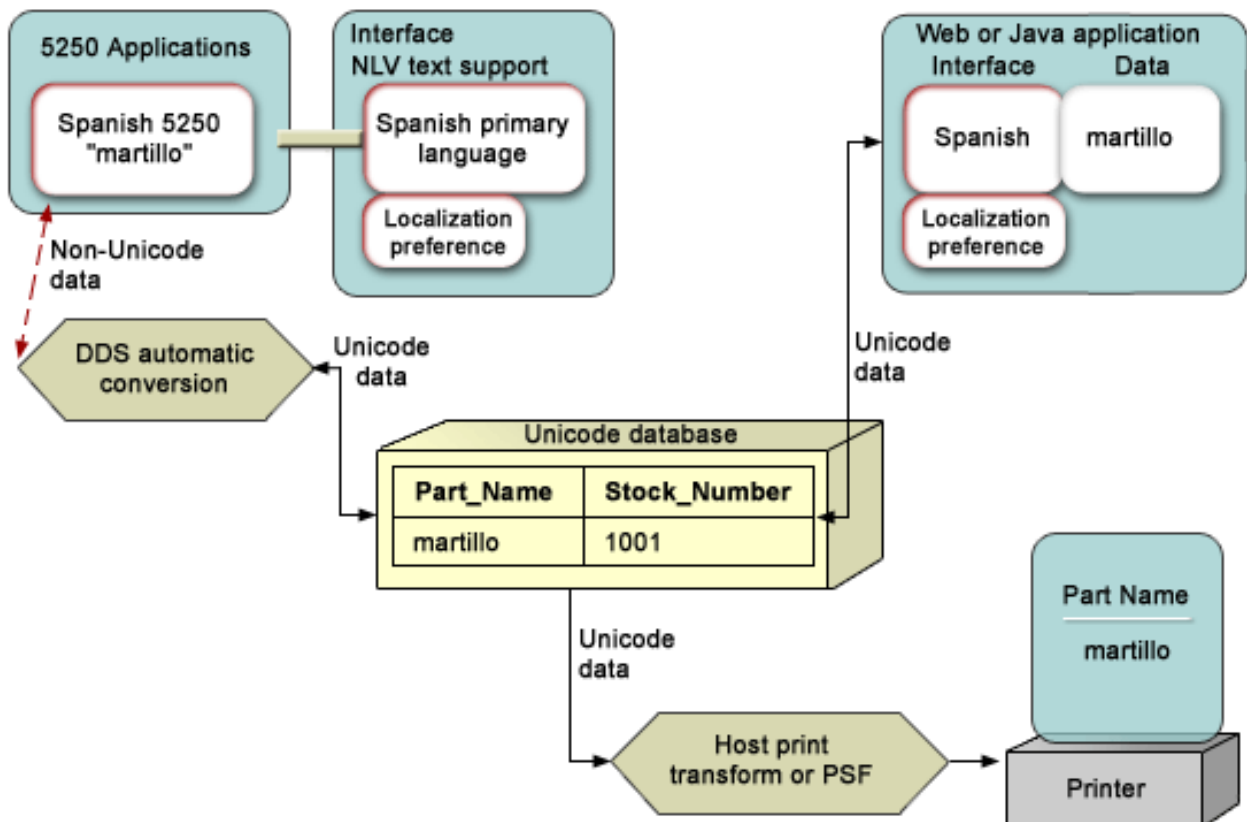 5250 Applications
Spanish 5250
"martillo"
Interface
NLV text support
Spanish primary
language
Localization
preference
Web or Java application
Interface Data
Spanish martillo
Localization
preference
Non-Unicode
data
DDS automatic
conversion
Unicode
data
Unicode
data
Unicode database
Part_Name Stock_Number
martillo 1001
Unicode
data
Host print
transform or PSF
Part Name
martillo
Printer